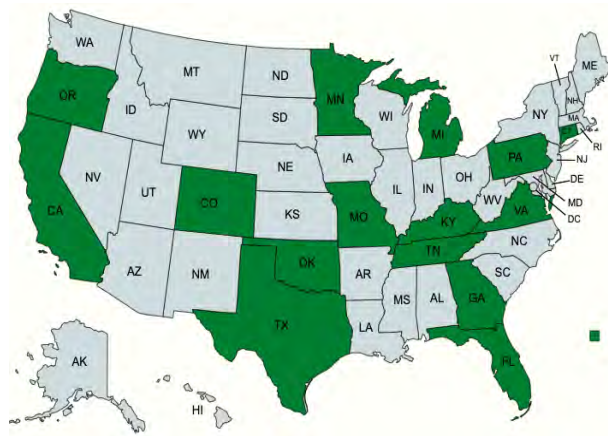 WA
MT
ND
MN
VT
ME
OR
ID
SD
WI
MI
NY
NH
MA
CT
RI
WY
IA
PA
NJ
NV
NE
IL
IN
OH
DE
MD
DC
UT
CO
KS
MO
KY
WV
VA
CA
AZ
NM
OK
AR
TN
NC
SC
MS
AL
GA
TX
LA
FL
AK
HI